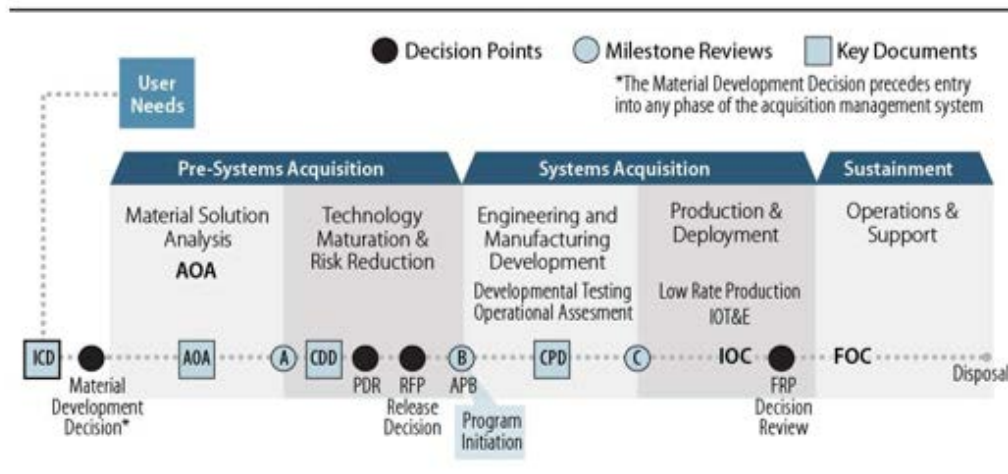 Decision Points
Milestone Reviews
Key Documents
*The Material Development Decision precedes entry
into any phase of the acquisition management system
User
Needs
Pre-Systems Acquisition
Systems Acquisition
Sustainment
Material Solution
Analysis
AOA
Technology
Maturation &
Risk Reduction
Engineering and
Manufacturing
Development
Developmental Testing
Operational Assesment
Production &
Deployment
Low Rate Production
IOT&E
Operations &
Support
ICD
AOA
A
CDD
B
CPD
C
IOC
FOC
Material
Development
Decision*
PDR
RFP
Release
Decision
APB
Program
Initiation
FRP
Decision
Review
Disposal